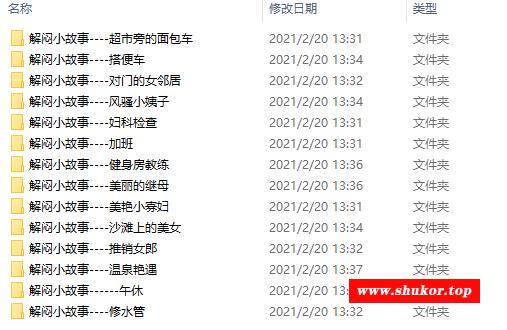 名称 修改日期 类型
解闷小故事----超市旁的面包车 2021/2/20 13:31 文件夹
解闷小故事----搭便车 2021/2/20 13:34 文件夹
解闷小故事----对门的女邻居 2021/2/20 13:32 文件夹
解闷小故事----风骚小姨子 2021/2/20 13:34 文件夹
解闷小故事----妇科检查 2021/2/20 13:31 文件夹
解闷小故事----加班 2021/2/20 13:31 文件夹
解闷小故事----健身房教练 2021/2/20 13:36 文件夹
解闷小故事----美丽的继母 2021/2/20 13:36 文件夹
解闷小故事----美艳小寡妇 2021/2/20 13:31 文件夹
解闷小故事----沙滩上的美女 2021/2/20 13:34 文件夹
解闷小故事----推销女郎 2021/2/20 13:32 文件夹
解闷小故事----温泉艳遇 2021/2/20 13:37 文件夹
解闷小故事------午休 2021/2/20 13:3
www.shukor.top
解闷小故事----修水管 2021/2/20 13:32 文件夹